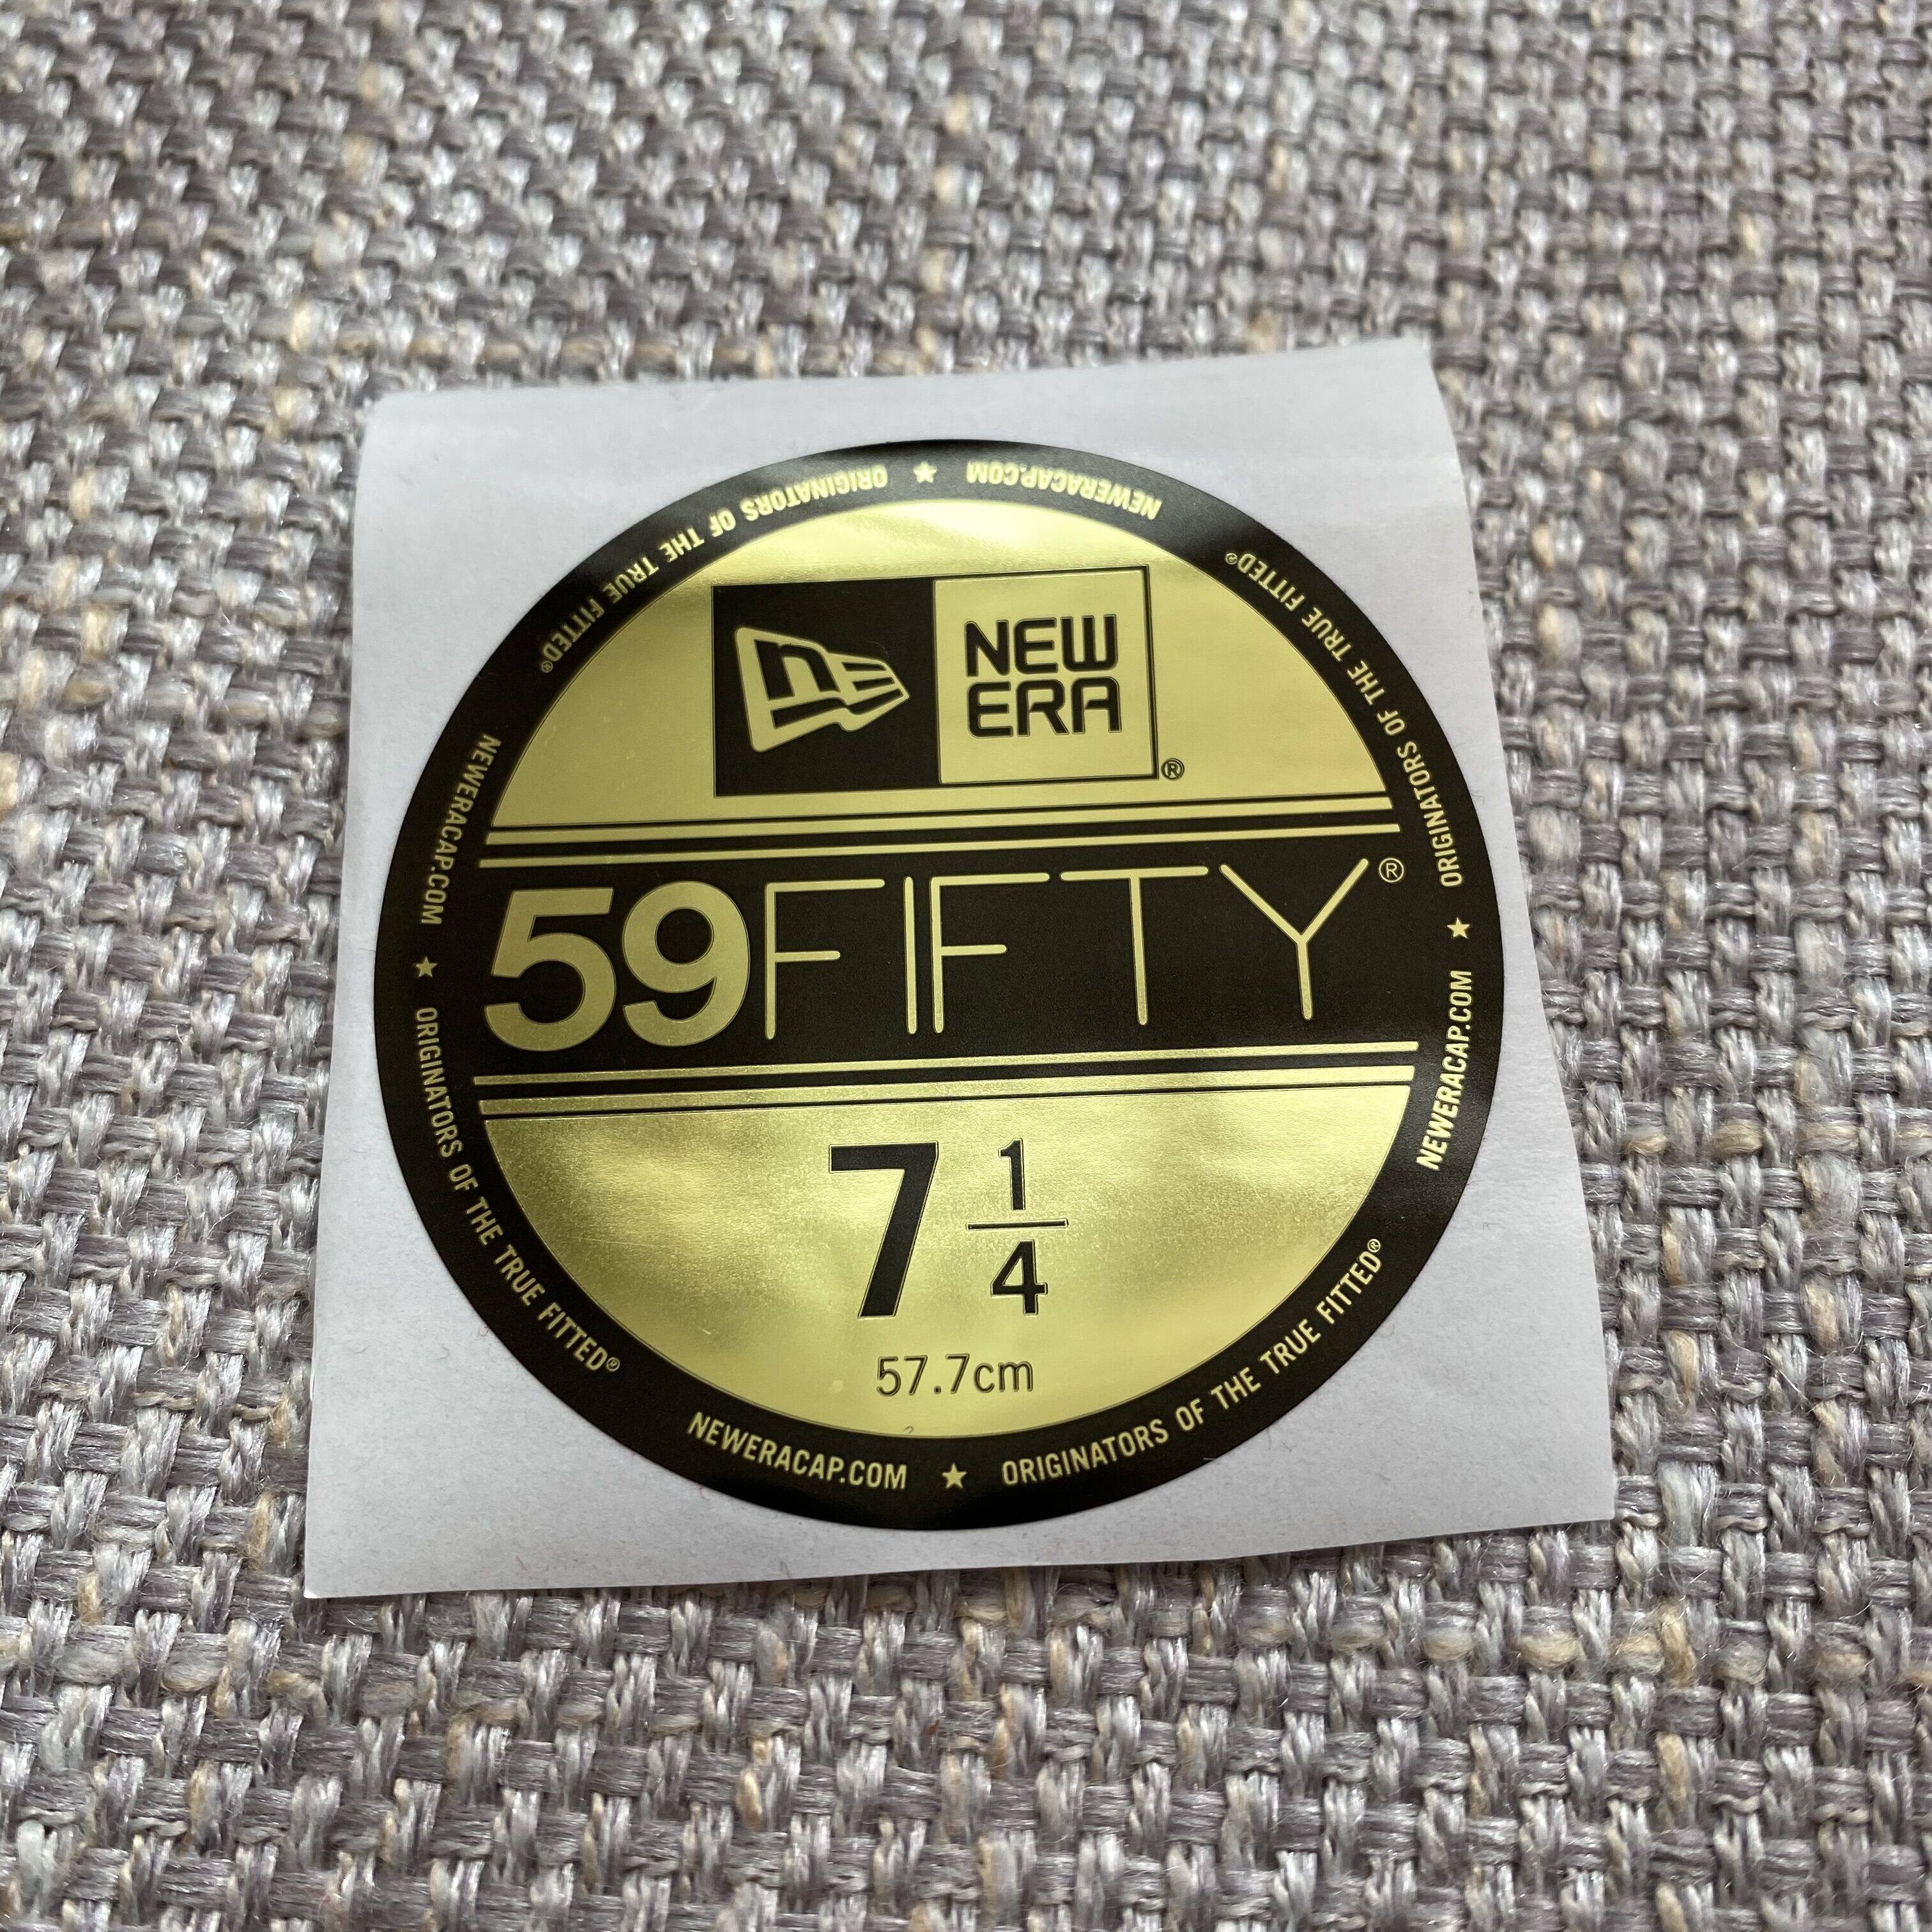 NE
NEW
ERA
®
59FIFTY®
7 1/4
57.7cm
NEWERACAP.COM ★ ORIGINATORS OF THE TRUE FITTED®
NEWERACAP.COM ★ ORIGINATORS OF THE TRUE FITTED®
NEWERACAP.COM ★ ORIGINATORS OF THE TRUE FITTED®
NEWERACAP.COM ★ ORIGINATORS OF THE TRUE FITTED®